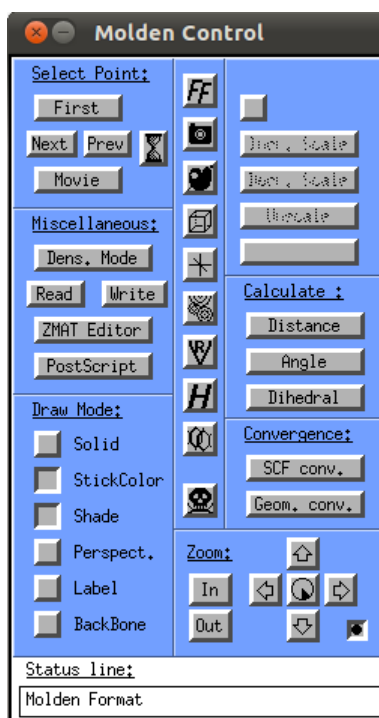 Molden Control
Select Point:
First
Next Prev
Movie
Miscellaneous:
Dens. Mode
Read Write
ZMAT Editor
PostScript
Draw Mode:
Solid
StickColor
Shade
Perspect.
Label
BackBone
FF
H
Scale
Scale
Calculate :
Distance
Angle
Dihedral
Convergence:
SCF conv.
Geom. conv.
Zoom:
In
Out
Status line:
Molden Format